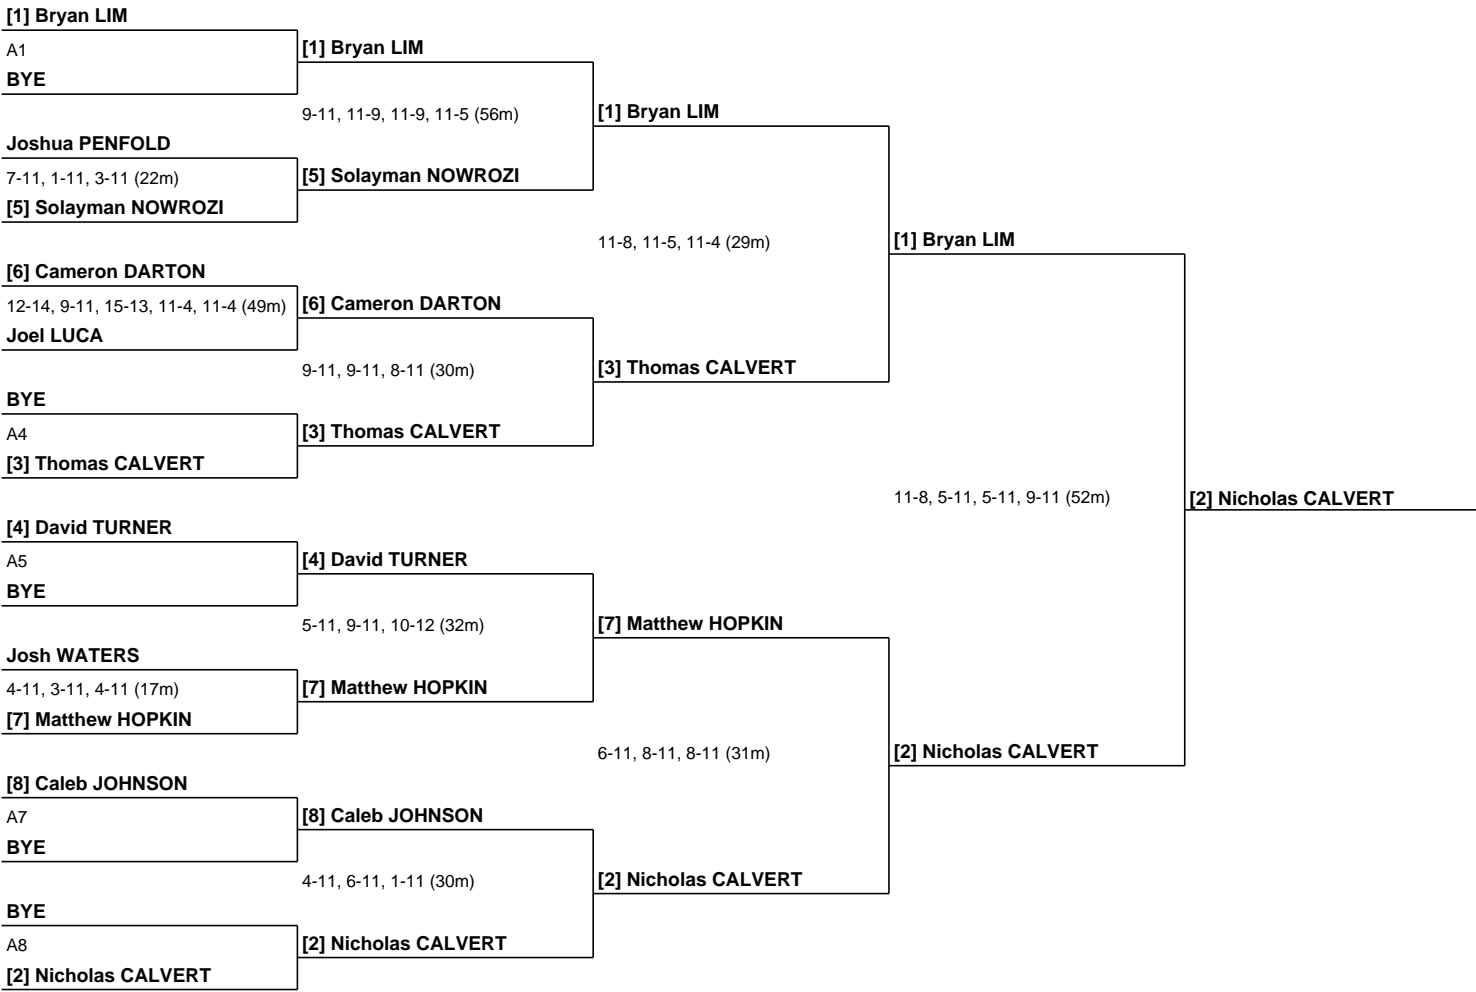 [1] Bryan LIM
A1
BYE
Joshua PENFOLD
7-11, 1-11, 3-11 (22m)
[5] Solayman NOWROZI
[6] Cameron DARTON
12-14, 9-11, 15-13, 11-4, 11-4 (49m)
Joel LUCA
BYE
A4
[3] Thomas CALVERT
[4] David TURNER
A5
BYE
Josh WATERS
4-11, 3-11, 4-11 (17m)
[7] Matthew HOPKIN
[8] Caleb JOHNSON
A7
BYE
BYE
A8
[2] Nicholas CALVERT
[1] Bryan LIM
9-11, 11-9, 11-9, 11-5 (56m)
[5] Solayman NOWROZI
[6] Cameron DARTON
9-11, 9-11, 8-11 (30m)
[3] Thomas CALVERT
[4] David TURNER
5-11, 9-11, 10-12 (32m)
[7] Matthew HOPKIN
[8] Caleb JOHNSON
4-11, 6-11, 1-11 (30m)
[2] Nicholas CALVERT
[1] Bryan LIM
11-8, 11-5, 11-4 (29m)
[3] Thomas CALVERT
[7] Matthew HOPKIN
6-11, 8-11, 8-11 (31m)
[2] Nicholas CALVERT
[1] Bryan LIM
11-8, 5-11, 5-11, 9-11 (52m)
[2] Nicholas CALVERT
[2] Nicholas CALVERT